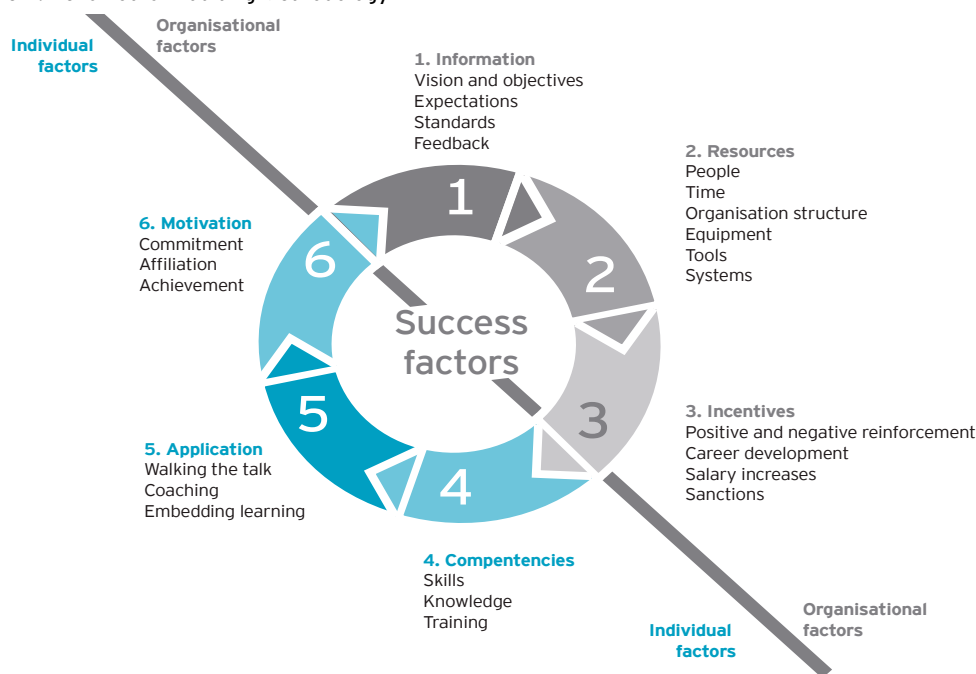 Organisational
factors
Individual
factors
1. Information
Vision and objectives
Expectations
Standards
Feedback
2. Resources
People
Time
Organisation structure
Equipment
Tools
Systems
6. Motivation
Commitment
Affiliation
Achievement
1
2
3
4
5
6
Success
factors
3. Incentives
Positive and negative reinforcement
Career development
Salary increases
Sanctions
5. Application
Walking the talk
Coaching
Embedding learning
4. Compentencies
Skills
Knowledge
Training
Organisational
factors
Individual
factors